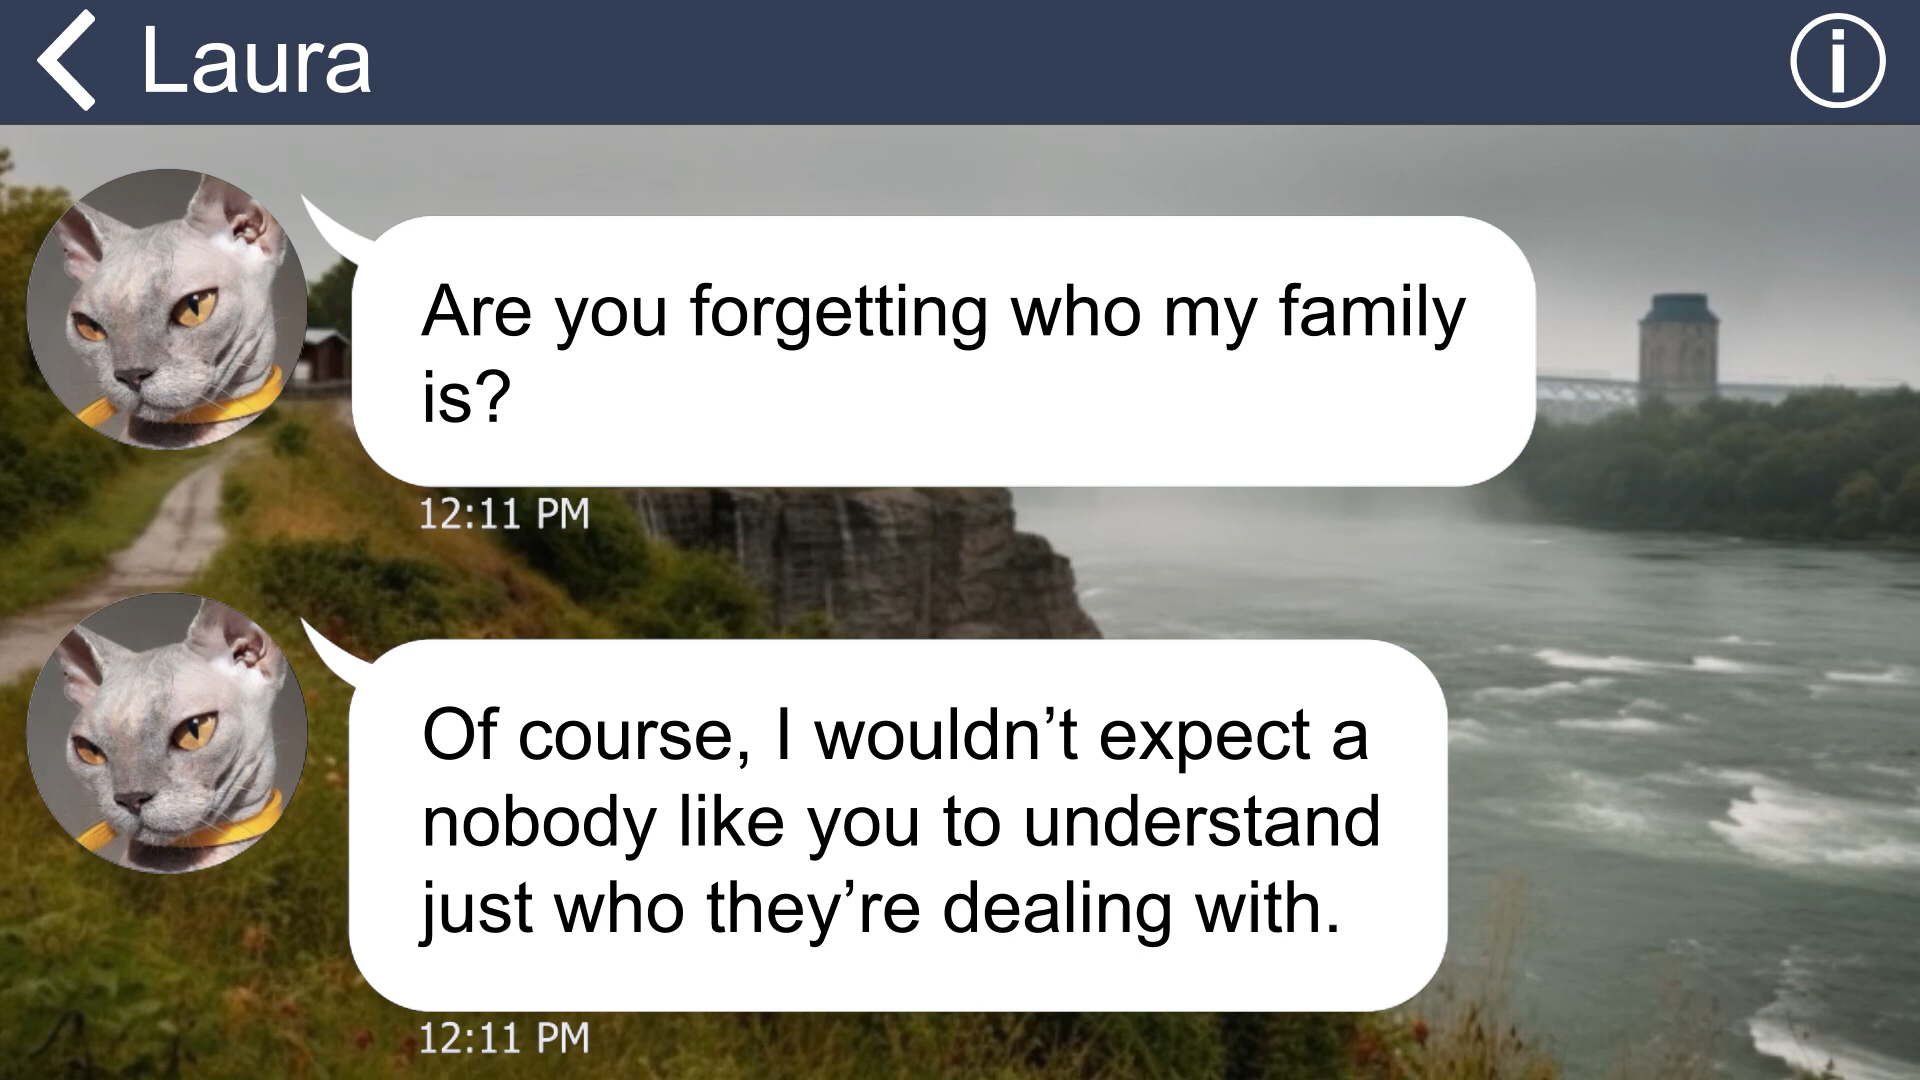 Laura
Are you forgetting who my family
is?
12:11 PM
Of course, I wouldn’t expect a
nobody like you to understand
just who they’re dealing with.
12:11 PM